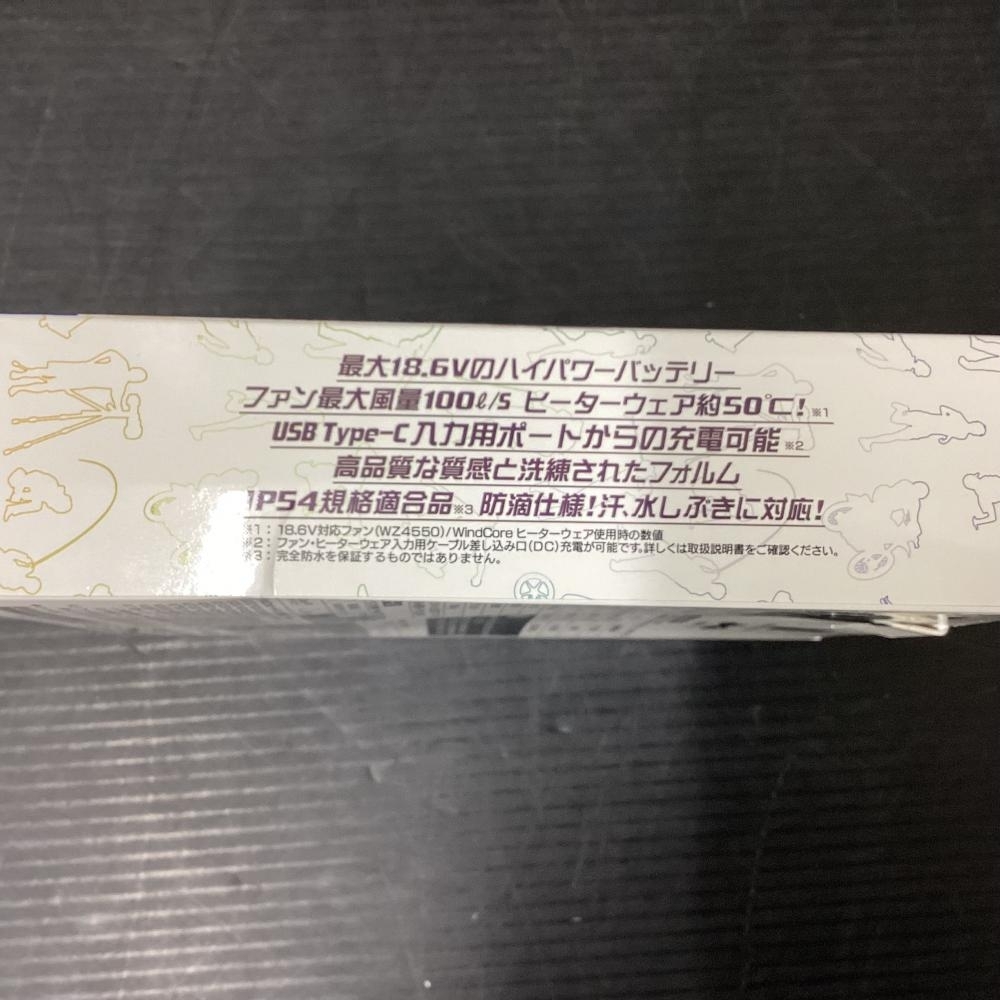 最大18.6Vのハイパワーバッテリー
ファン最大風量100ℓ/S ヒーターウェア約50℃! ※1
USB Type-C入力用ポートからの充電可能 ※2
高品質な質感と洗練されたフォルム
IP54規格適合品※3 防滴仕様!汗、水しぶきに対応!
※1:18.6V対応ファン(WZ4550)/WindCore ヒーターウェア使用時の数値
※2:ファン・ヒーターウェア入力用ケーブル差し込み口(DC)充電が可能です。詳しくは取扱説明書をご確認ください。
※3:完全防水を保証するものではありません。